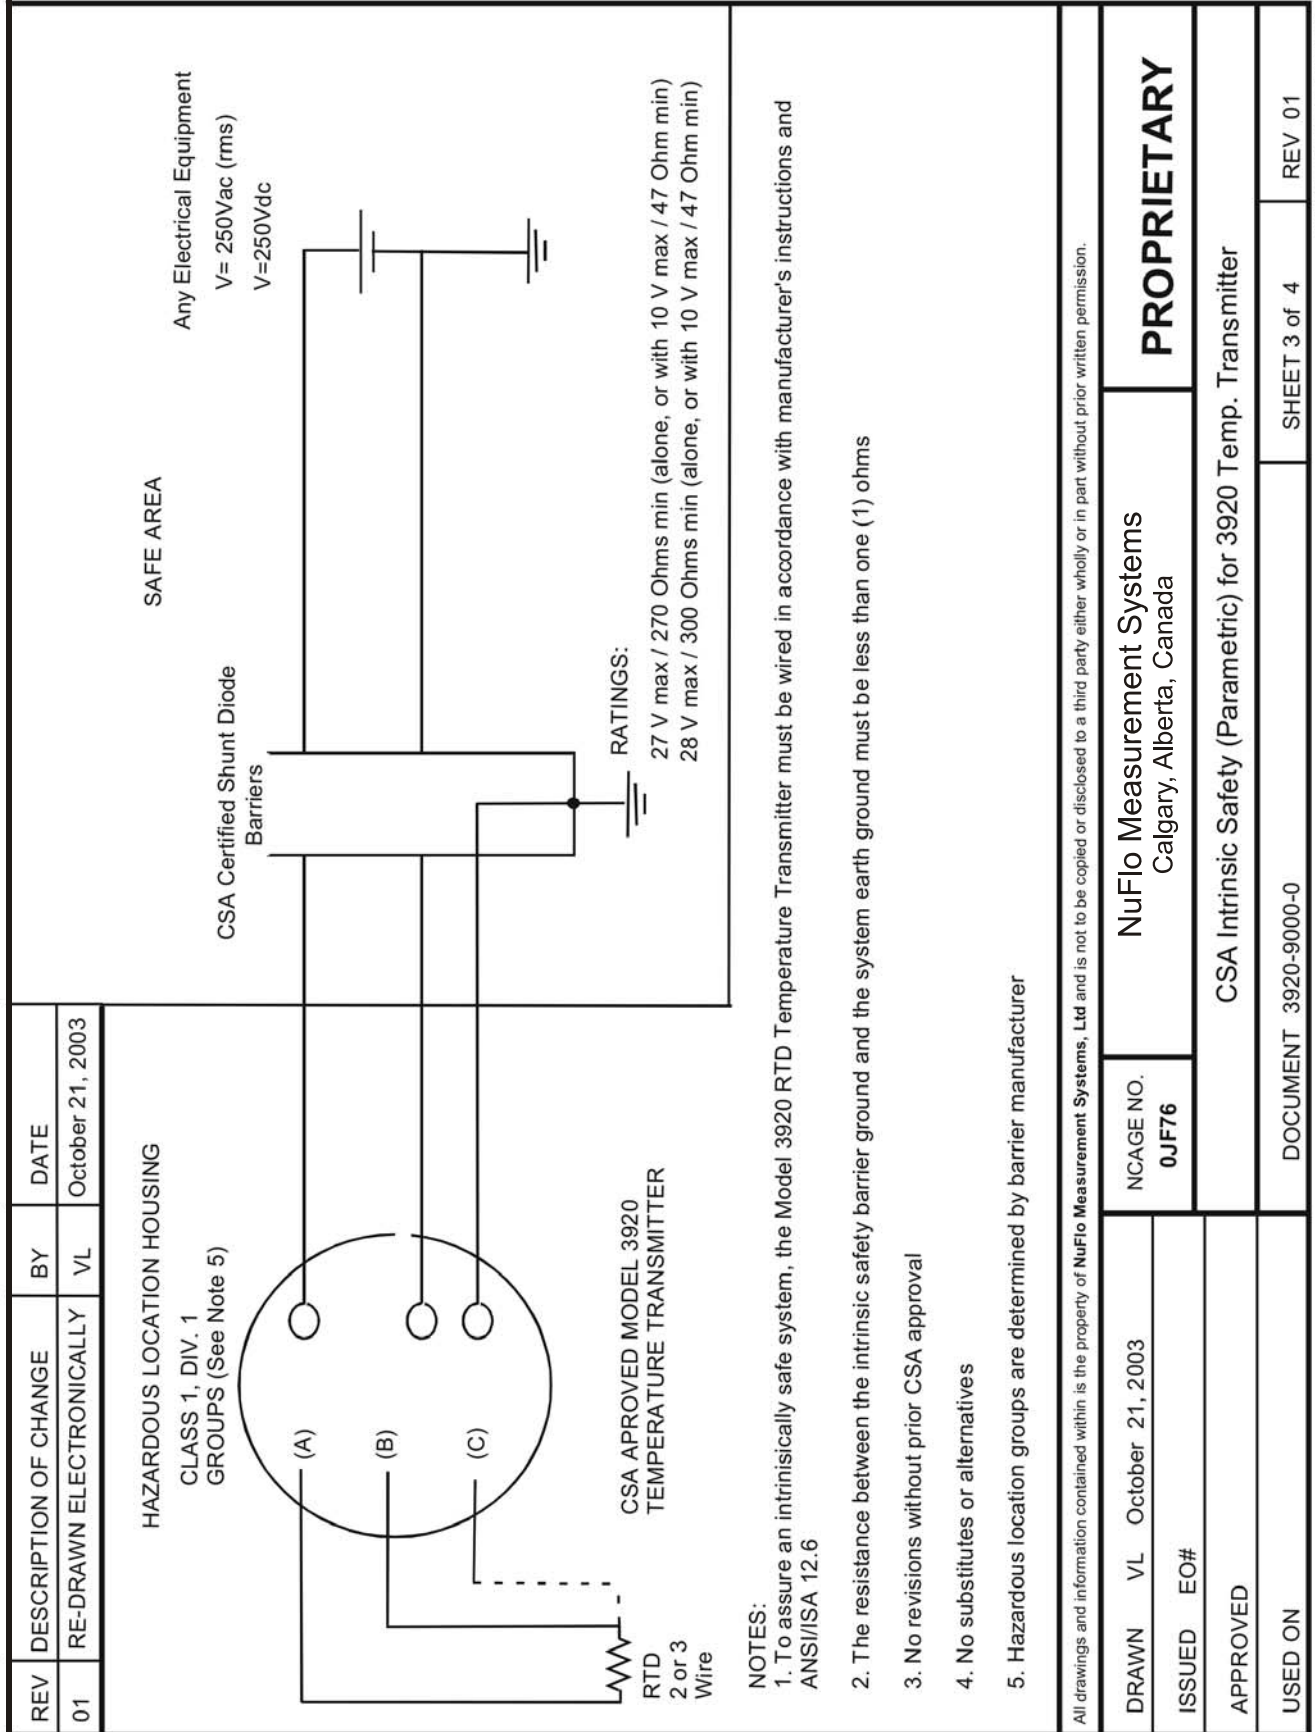 REV DESCRIPTION OF CHANGE BY DATE
01 RE-DRAWN ELECTRONICALLY VL October 21, 2003
HAZARDOUS LOCATION HOUSING
CLASS 1, DIV. 1
GROUPS (See Note 5)
(A)
(B)
(C)
CSA APROVED MODEL 3920
TEMPERATURE TRANSMITTER
RTD
2 or 3
Wire
SAFE AREA
CSA Certified Shunt Diode
Barriers
Any Electrical Equipment
V= 250Vac (rms)
V=250Vdc
RATINGS:
27 V max / 270 Ohms min (alone, or with 10 V max / 47 Ohm min)
28 V max / 300 Ohms min (alone, or with 10 V max / 47 Ohm min)
NOTES:
1. To assure an intrinisically safe system, the Model 3920 RTD Temperature Transmitter must be wired in accordance with manufacturer's instructions and
ANSI/ISA 12.6
2. The resistance between the intrinsic safety barrier ground and the system earth ground must be less than one (1) ohms
3. No revisions without prior CSA approval
4. No substitutes or alternatives
5. Hazardous location groups are determined by barrier manufacturer
All drawings and information contained within is the property of NuFlo Measurement Systems, Ltd and is not to be copied or disclosed to a third party either wholly or in part without prior written permission.
DRAWN VL October 21, 2003
ISSUED EO#
APPROVED
USED ON
NCAGE NO.
0JF76
NuFlo Measurement Systems
Calgary, Alberta, Canada
PROPRIETARY
CSA Intrinsic Safety (Parametric) for 3920 Temp. Transmitter
DOCUMENT 3920-9000-0
SHEET 3 of 4
REV 01